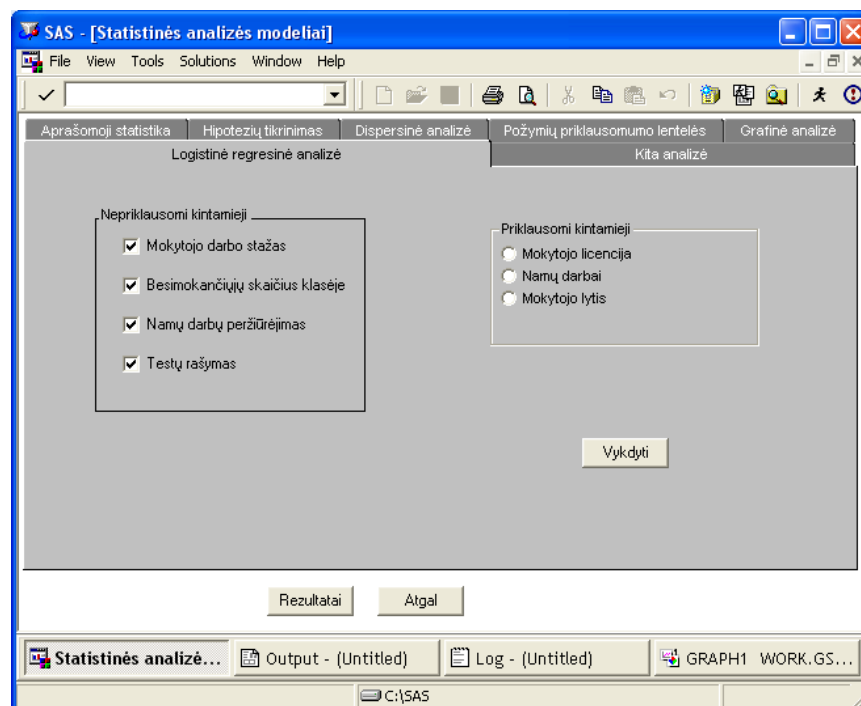 SAS - [Statistinės analizės modeliai]
File View Tools Solutions Window Help
Aprašomoji statistika Hipotezių tikrinimas Dispersinė analizė Požymių priklausomumo lentelės Grafinė analizė
Logistinė regresinė analizė Kita analizė
Nepriklausomi kintamieji
Mokytojo darbo stažas
Besimokančiųjų skaičius klasėje
Namų darbų peržiūrėjimas
Testų rašymas
Priklausomi kintamieji
Mokytojo licencija
Namų darbai
Mokytojo lytis
Vykdyti
Rezultatai Atgal
Statistinės analizė... Output - (Untitled) Log - (Untitled) GRAPH1 WORK.GS...
C:\SAS